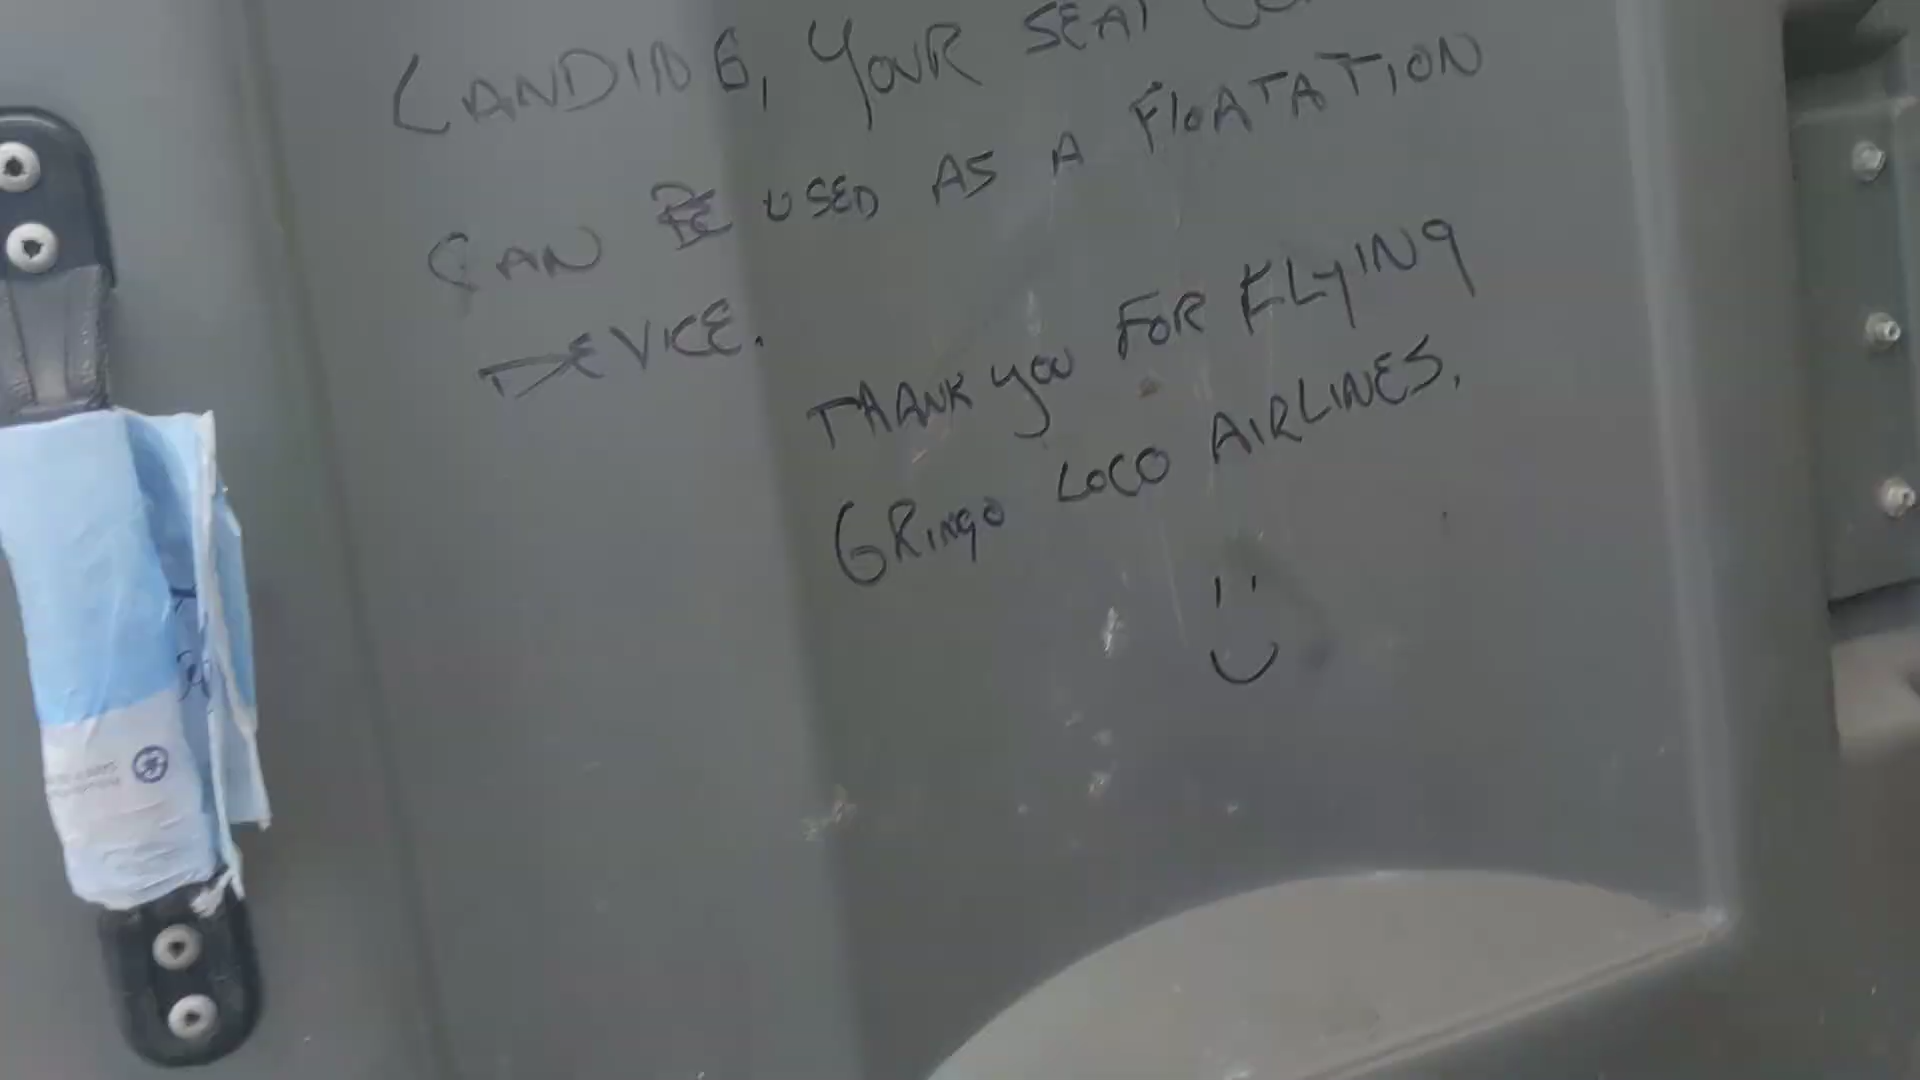 LANDING, YOUR SEAT
CAN BE USED AS A FLOATATION
DEVICE.
THANK YOU FOR FLYING
GRINGO LOCO AIRLINES.